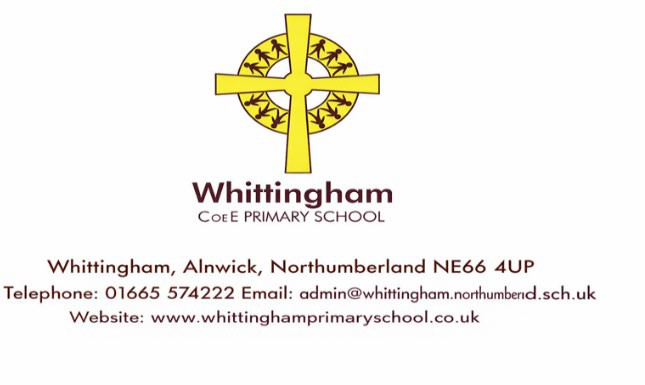 Whittingham
CoE PRIMARY SCHOOL
Whittingham, Alnwick, Northumberland NE66 4UP
Telephone: 01665 574222 Email: admin@whittingham.northumberland.sch.uk
Website: www.whittinghamprimaryschool.co.uk